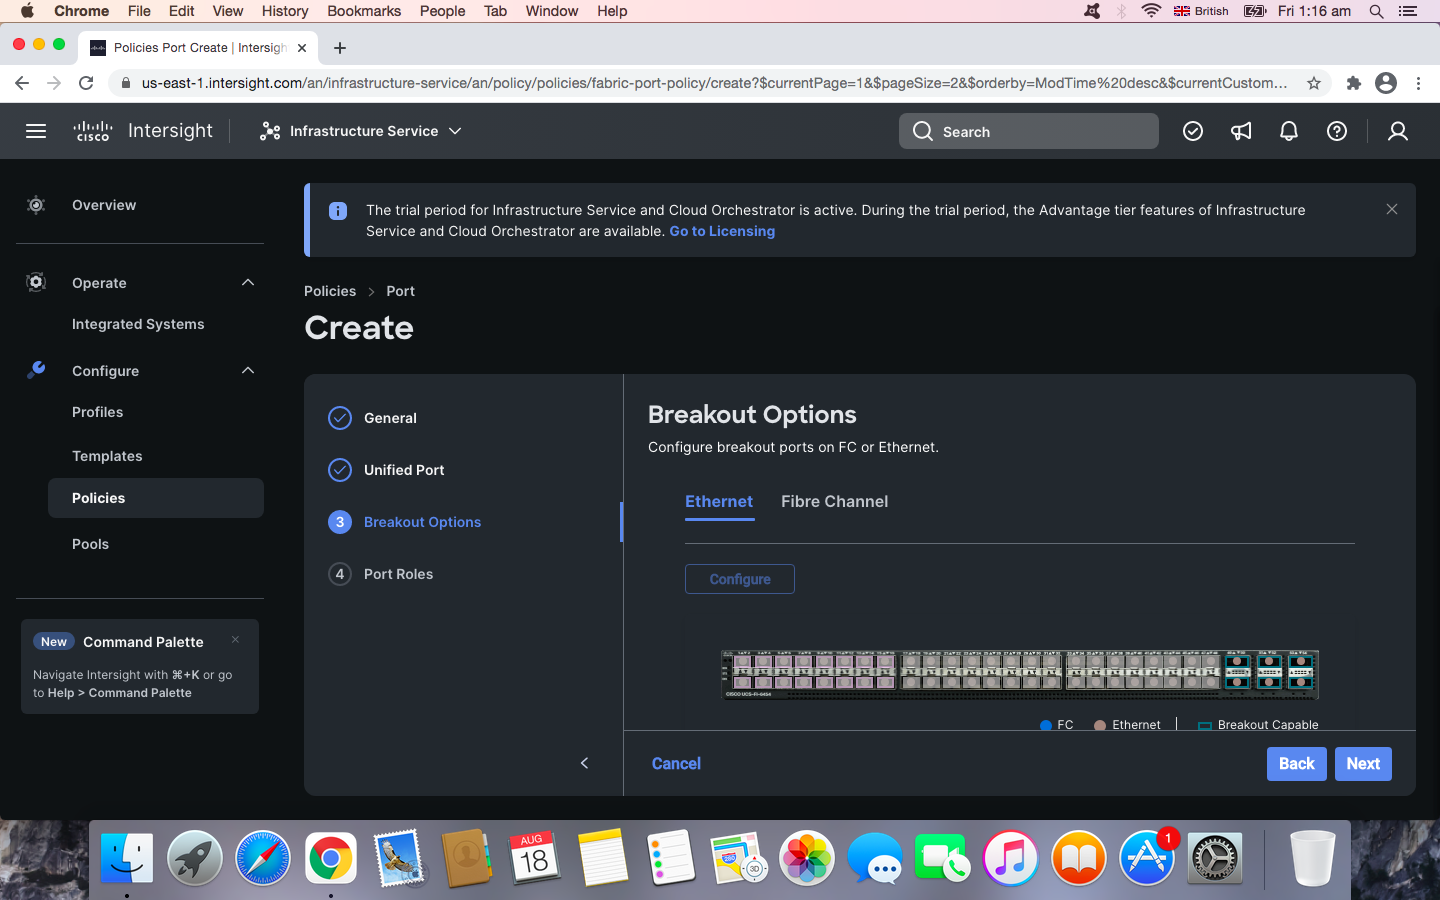 Chrome File Edit View History Bookmarks People Tab Window Help British Fri 1:16 am
Policies Port Create | Intersigh
us-east-1.intersight.com/an/infrastructure-service/an/policy/policies/fabric-port-policy/create?$currentPage=1&$pageSize=2&$orderby=ModTime%20desc&$currentCustom...
CISCO Intersight Infrastructure Service Search
Overview
Operate
Integrated Systems
Configure
Profiles
Templates
Policies
Pools
New Command Palette
Navigate Intersight with ⌘+K or go
to Help > Command Palette
The trial period for Infrastructure Service and Cloud Orchestrator is active. During the trial period, the Advantage tier features of Infrastructure
Service and Cloud Orchestrator are available. Go to Licensing
Policies > Port
Create
General
Unified Port
3 Breakout Options
4 Port Roles
Breakout Options
Configure breakout ports on FC or Ethernet.
Ethernet Fibre Channel
Configure
CISCO UCS-FI-6454
FC Ethernet Breakout Capable
Cancel Back Next
AUG
18
280
3D
1